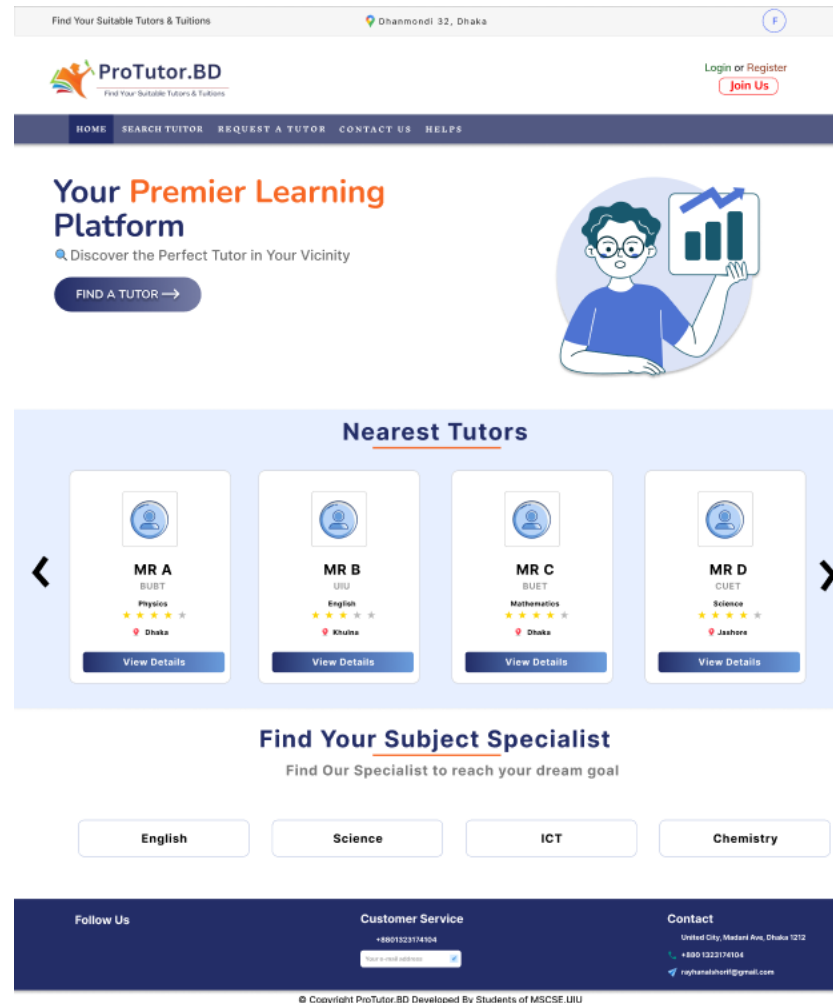 Find Your Suitable Tutors & Tuitions
Dhanmondi 32, Dhaka
F
ProTutor.BD
Find Your Suitable Tutors & Tuitions
Login or Register
Join Us
HOME SEARCH TUITOR REQUEST A TUTOR CONTACT US HELPS
Your Premier Learning
Platform
Discover the Perfect Tutor in Your Vicinity
FIND A TUTOR
Nearest Tutors
MR A
BUBT
Physics
Dhaka
View Details
MR B
UIU
English
Khulna
View Details
MR C
BUET
Mathematics
Dhaka
View Details
MR D
CUET
Science
Jashore
View Details
Find Your Subject Specialist
Find Our Specialist to reach your dream goal
English
Science
ICT
Chemistry
Follow Us
Customer Service
+8801323174104
Your e-mail address
Contact
United City, Madani Ave, Dhaka 1212
+880 1323174104
rayhanalshorif@gmail.com
© Copyright ProTutor.BD Developed By Students of MSCSE,UIU